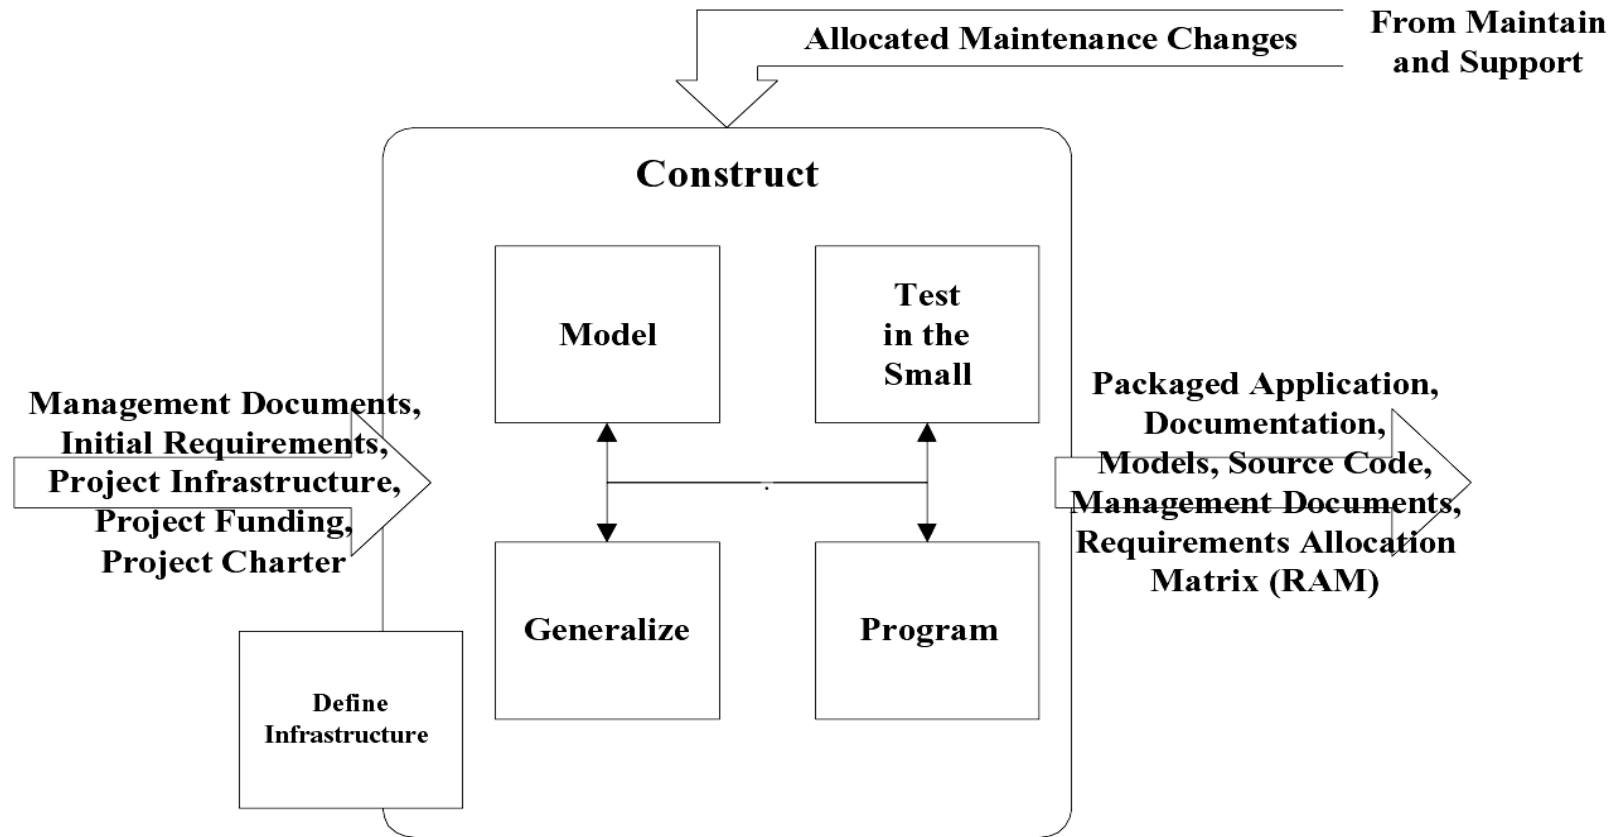 Allocated Maintenance Changes
From Maintain
and Support
Construct
Model
Test
in the
Small
Management Documents,
Initial Requirements,
Project Infrastructure,
Project Funding,
Project Charter
Packaged Application,
Documentation,
Models, Source Code,
Management Documents,
Requirements Allocation
Matrix (RAM)
Generalize
Program
Define
Infrastructure